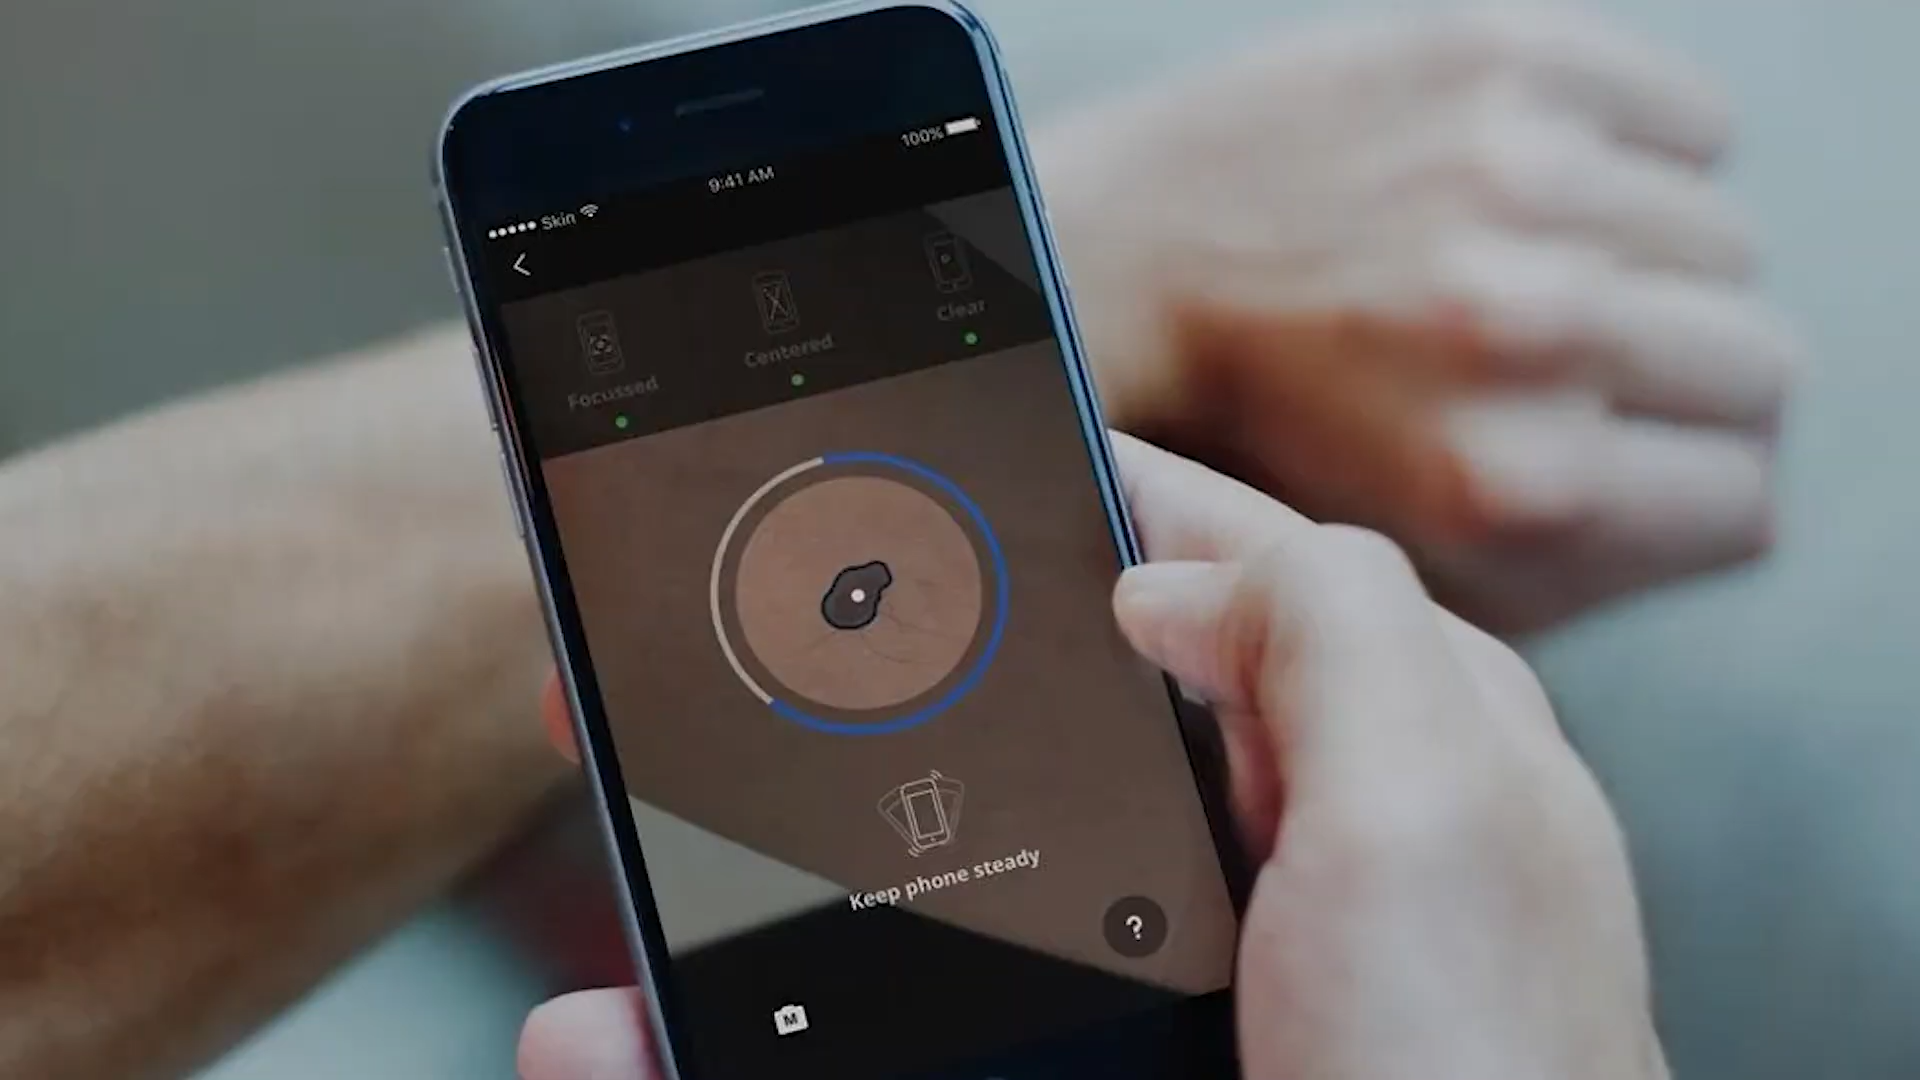 100%
9:41 AM
Skin
Clear
Centered
Focussed
Keep phone steady
?
M